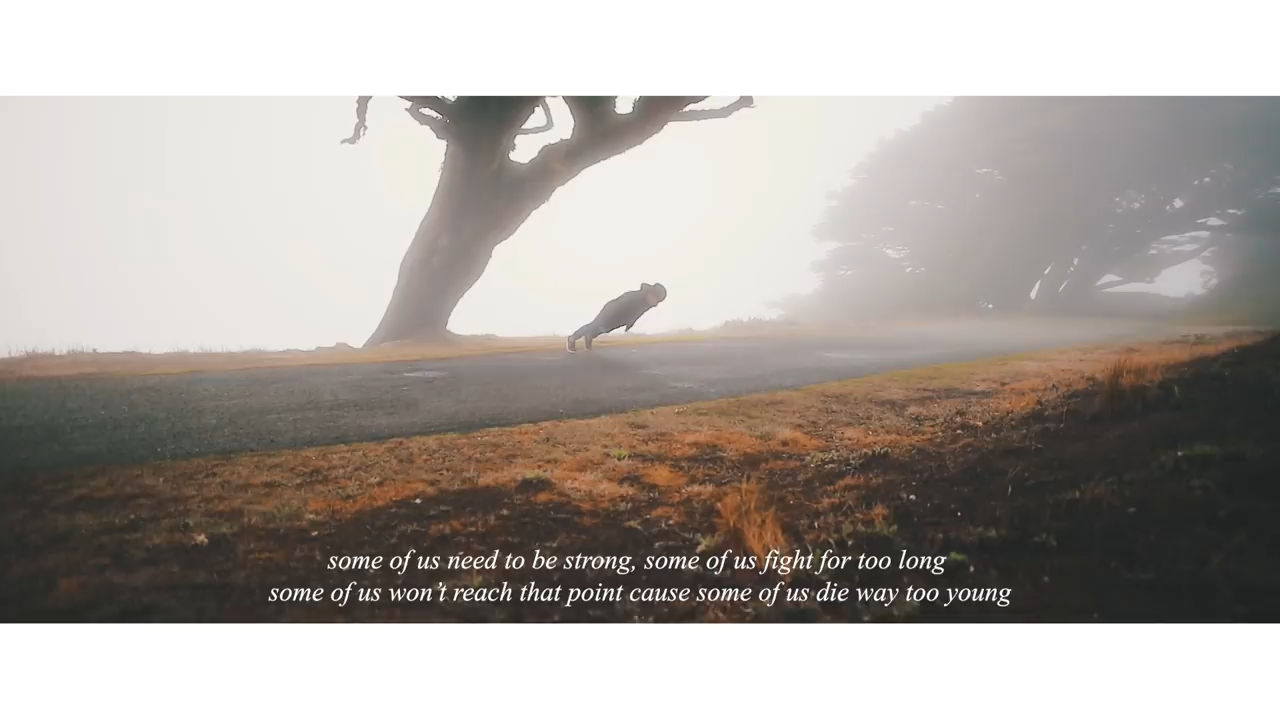 some of us need to be strong, some of us fight for too long
some of us won’t reach that point cause some of us die way too young